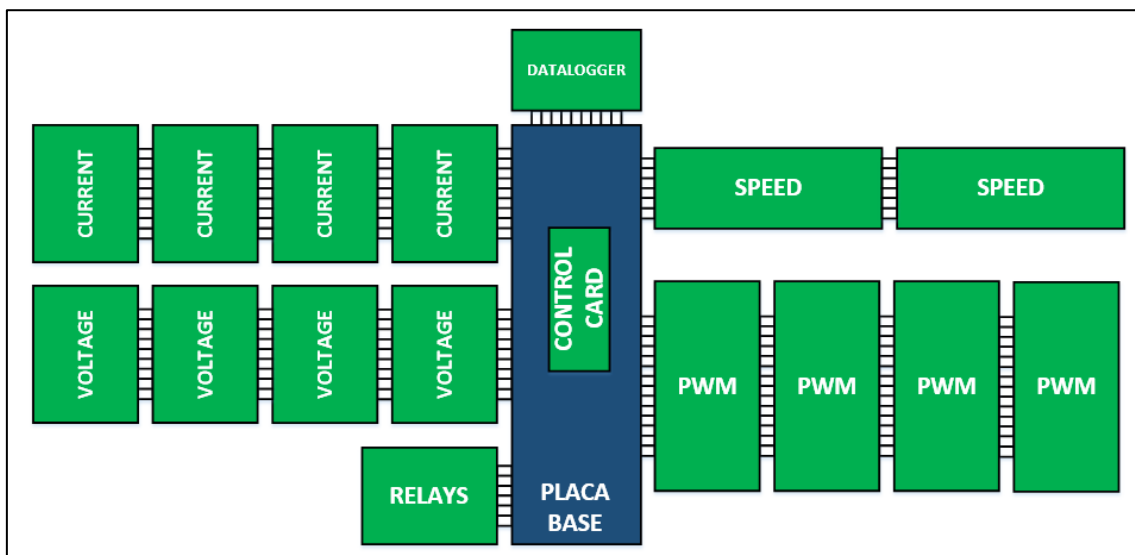 DATALOGGER
CURRENT
CURRENT
CURRENT
CURRENT
SPEED
SPEED
CONTROL
CARD
VOLTAGE
VOLTAGE
VOLTAGE
VOLTAGE
PWM
PWM
PWM
PWM
RELAYS
PLACA
BASE